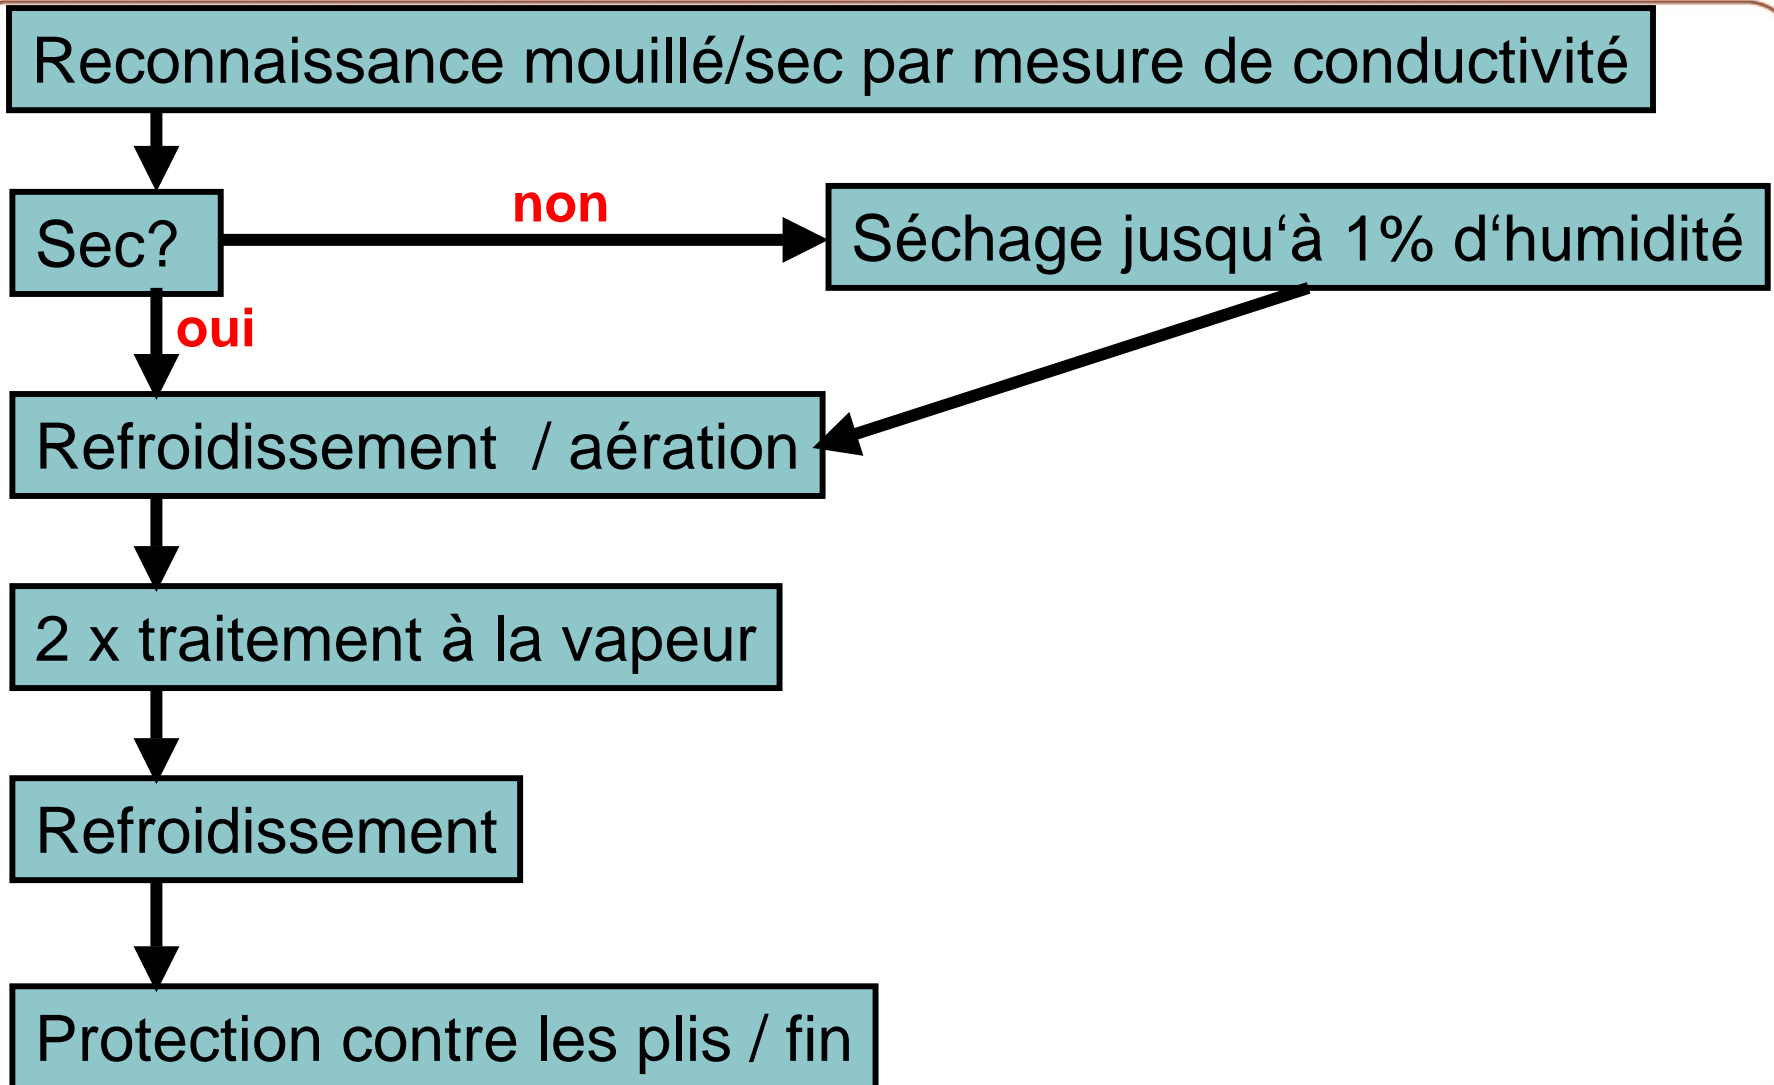 Reconnaissance mouillé/sec par mesure de conductivité
Sec?
non
Séchage jusqu‘à 1% d‘humidité
oui
Refroidissement / aération
2 x traitement à la vapeur
Refroidissement
Protection contre les plis / fin